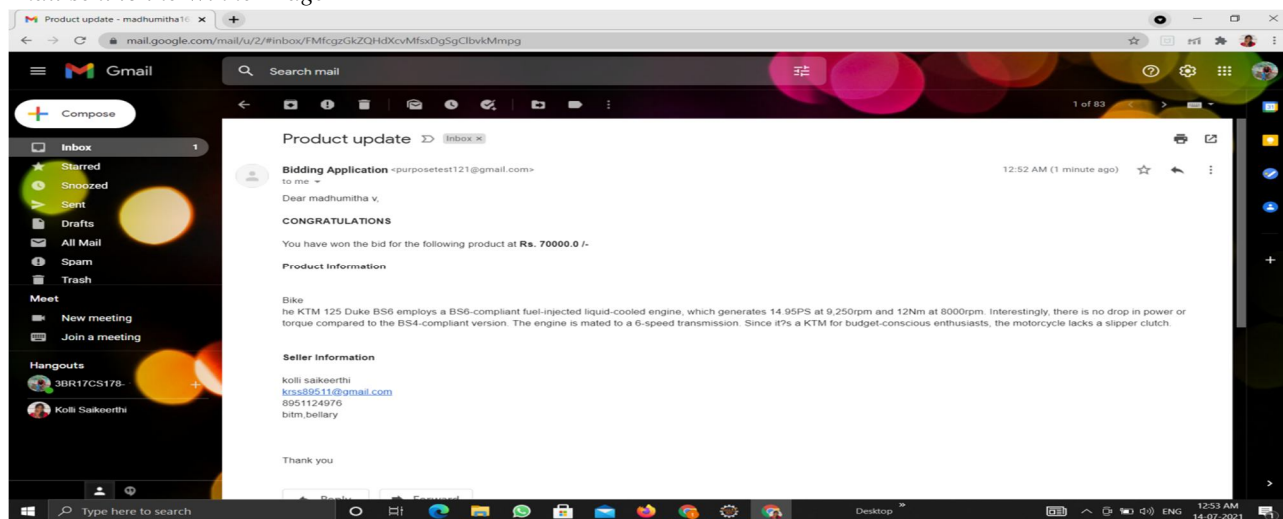 Product update - madhumitha16
mail.google.com/mail/u/2/#inbox/FMfcgzGkZQHdXcvMfsxDgSgClbvkMmpg
Gmail
Search mail
Compose
1 of 83
Inbox 1
Starred
Snoozed
Sent
Drafts
All Mail
Spam
Trash
Meet
New meeting
Join a meeting
Hangouts
3BR17CS178-
Kolli Saikeerthi
Product update Inbox ×
Bidding Application <purposetest121@gmail.com> 12:52 AM (1 minute ago)
to me
Dear madhumitha v,
CONGRATULATIONS
You have won the bid for the following product at Rs. 70000.0 /-
Product Information
Bike
he KTM 125 Duke BS6 employs a BS6-compliant fuel-injected liquid-cooled engine, which generates 14.95PS at 9,250rpm and 12Nm at 8000rpm. Interestingly, there is no drop in power or
torque compared to the BS4-compliant version. The engine is mated to a 6-speed transmission. Since it?s a KTM for budget-conscious enthusiasts, the motorcycle lacks a slipper clutch.
Seller Information
kolli saikeerthi
krss89511@gmail.com
8951124976
bitm,bellary
Thank you
Reply Forward
Type here to search
Desktop »
ENG
12:53 AM
14-07-2021